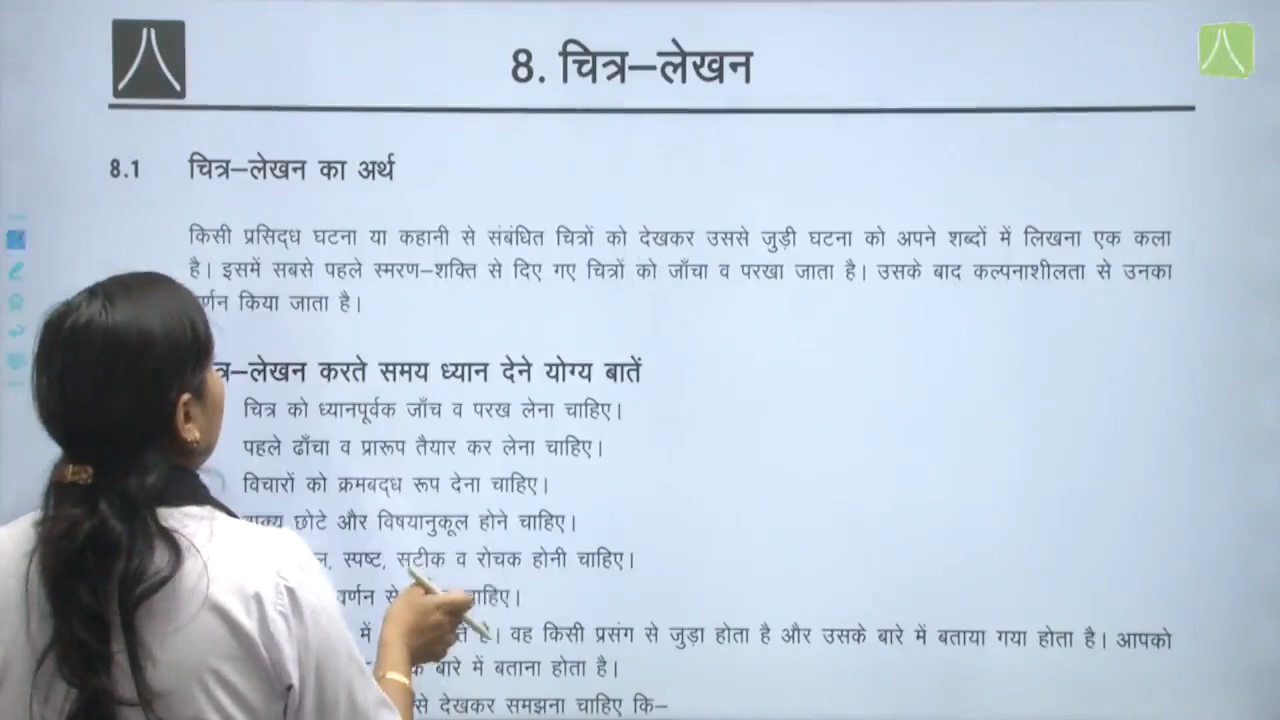 8. चित्र–लेखन
8.1 चित्र–लेखन का अर्थ
किसी प्रसिद्ध घटना या कहानी से संबंधित चित्रों को देखकर उससे जुड़ी घटना को अपने शब्दों में लिखना एक कला
है। इसमें सबसे पहले स्मरण–शक्ति से दिए गए चित्रों को जाँचा व परखा जाता है। उसके बाद कल्पनाशीलता से उनका
किया जाता है।
–लेखन करते समय ध्यान देने योग्य बातें
चित्र को ध्यानपूर्वक जाँच व परख लेना चाहिए।
पहले ढाँचा व प्रारूप तैयार कर लेना चाहिए।
विचारों को क्रमबद्ध रूप देना चाहिए।
छोटे और विषयानुकूल होने चाहिए।
स्पष्ट, सटीक व रोचक होनी चाहिए।
वर्णन से
में वह किसी प्रसंग से जुड़ा होता है और उसके बारे में बताया गया होता है। आपको
बारे में बताना होता है।
से देखकर समझना चाहिए कि–